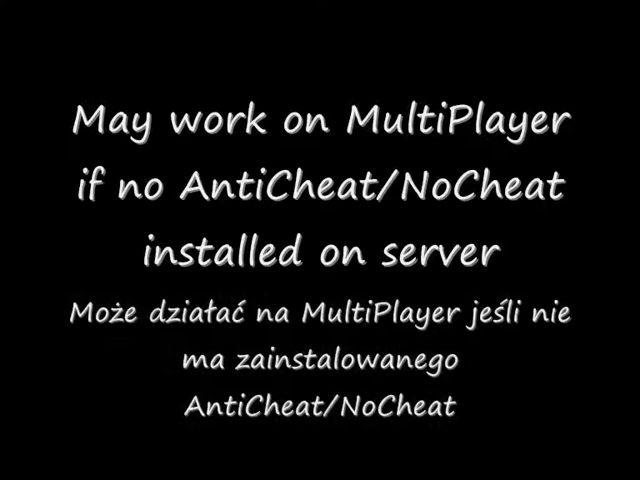 May work on MultiPlayer
if no AntiCheat/NoCheat
installed on server
Może działać na MultiPlayer jeśli nie
ma zainstalowanego
AntiCheat/NoCheat